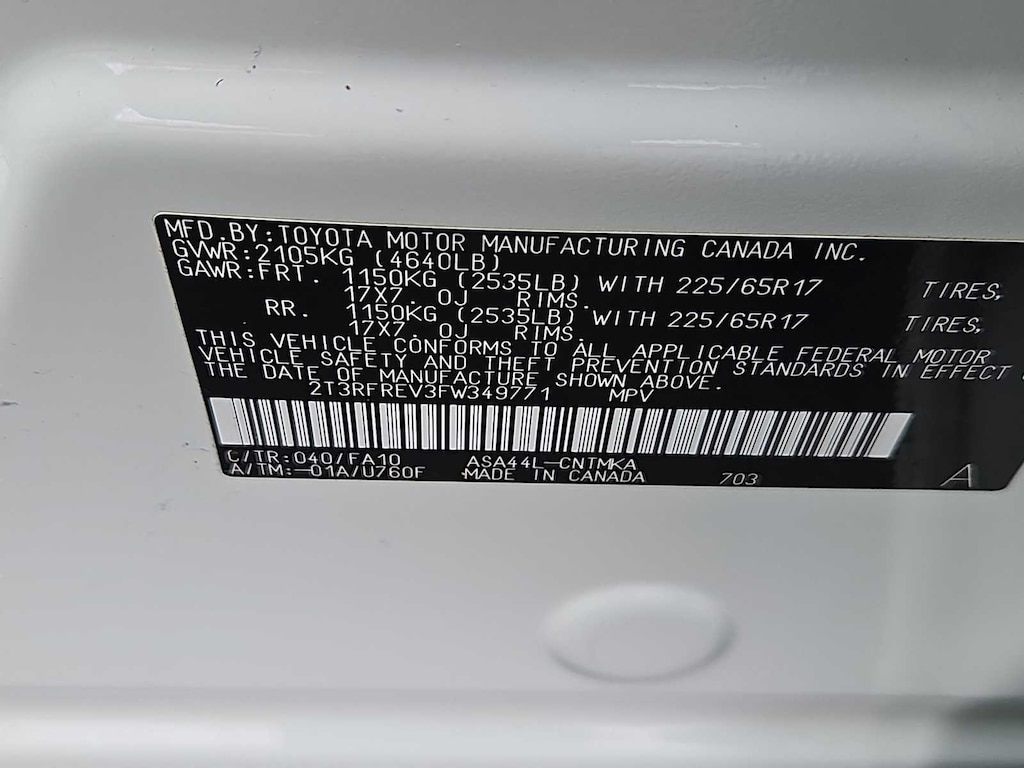 MFD.BY:TOYOTA MOTOR MANUFACTURING CANADA INC.
GVWR:2105KG (4640LB)
GAWR:FRT. 1150KG (2535LB) WITH 225/65R17 TIRES,
17X7.0J RIMS.
RR. 1150KG (2535LB) WITH 225/65R17 TIRES,
17X7.0J RIMS.
THIS VEHICLE CONFORMS TO ALL APPLICABLE FEDERAL MOTOR
VEHICLE SAFETY AND THEFT PREVENTION STANDARDS IN EFFECT
THE DATE OF MANUFACTURE SHOWN ABOVE.
2T3RFREV3FW349771 MPV
C/TR:040/FA10 ASA44L-CNTMKA
A/TM:-01A/U760F MADE IN CANADA 703 A